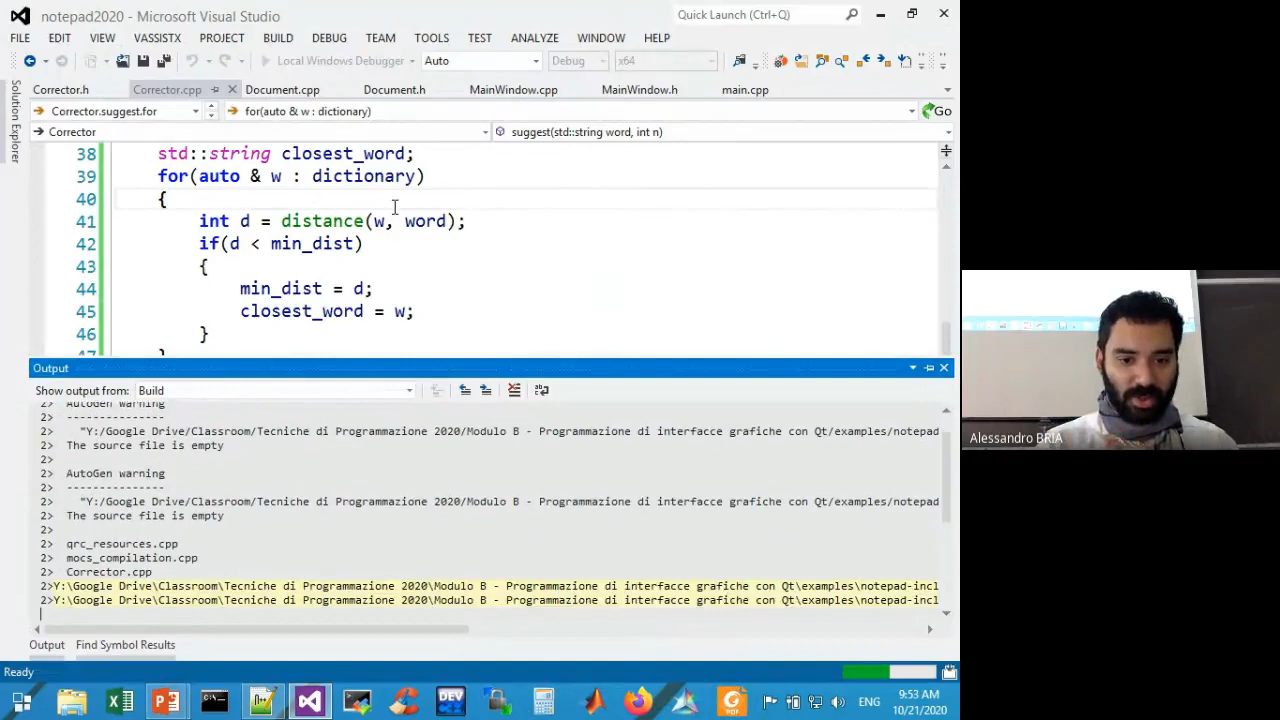 notepad2020 - Microsoft Visual Studio
Quick Launch (Ctrl+Q)
FILE EDIT VIEW VASSISTX PROJECT BUILD DEBUG TEAM TOOLS TEST ANALYZE WINDOW HELP
Local Windows Debugger Auto Debug x64
Corrector.h Corrector.cpp Document.cpp Document.h MainWindow.cpp MainWindow.h main.cpp
Solution Explorer
Corrector.suggest.for for(auto & w : dictionary) Go
Corrector suggest(std::string word, int n)
38 std::string closest_word;
39 for(auto & w : dictionary)
40 {
41 int d = distance(w, word);
42 if(d < min_dist)
43 {
44 min_dist = d;
45 closest_word = w;
46 }
47 }
Output
Show output from: Build
2> AutoGen warning
2> ---------------
2> "Y:/Google Drive/Classroom/Tecniche di Programmazione 2020/Modulo B - Programmazione di interfacce grafiche con Qt/examples/notepad
2> The source file is empty
2>
2> AutoGen warning
2> ---------------
2> "Y:/Google Drive/Classroom/Tecniche di Programmazione 2020/Modulo B - Programmazione di interfacce grafiche con Qt/examples/notepad
2> The source file is empty
2>
2> qrc_resources.cpp
2> mocs_compilation.cpp
2> Corrector.cpp
2>Y:\Google Drive\Classroom\Tecniche di Programmazione 2020\Modulo B - Programmazione di interfacce grafiche con Qt\examples\notepad-incl
2>Y:\Google Drive\Classroom\Tecniche di Programmazione 2020\Modulo B - Programmazione di interfacce grafiche con Qt\examples\notepad-incl
Output Find Symbol Results
Ready
DEV
PDF
ENG
9:53 AM
10/21/2020
Alessandro BRIA